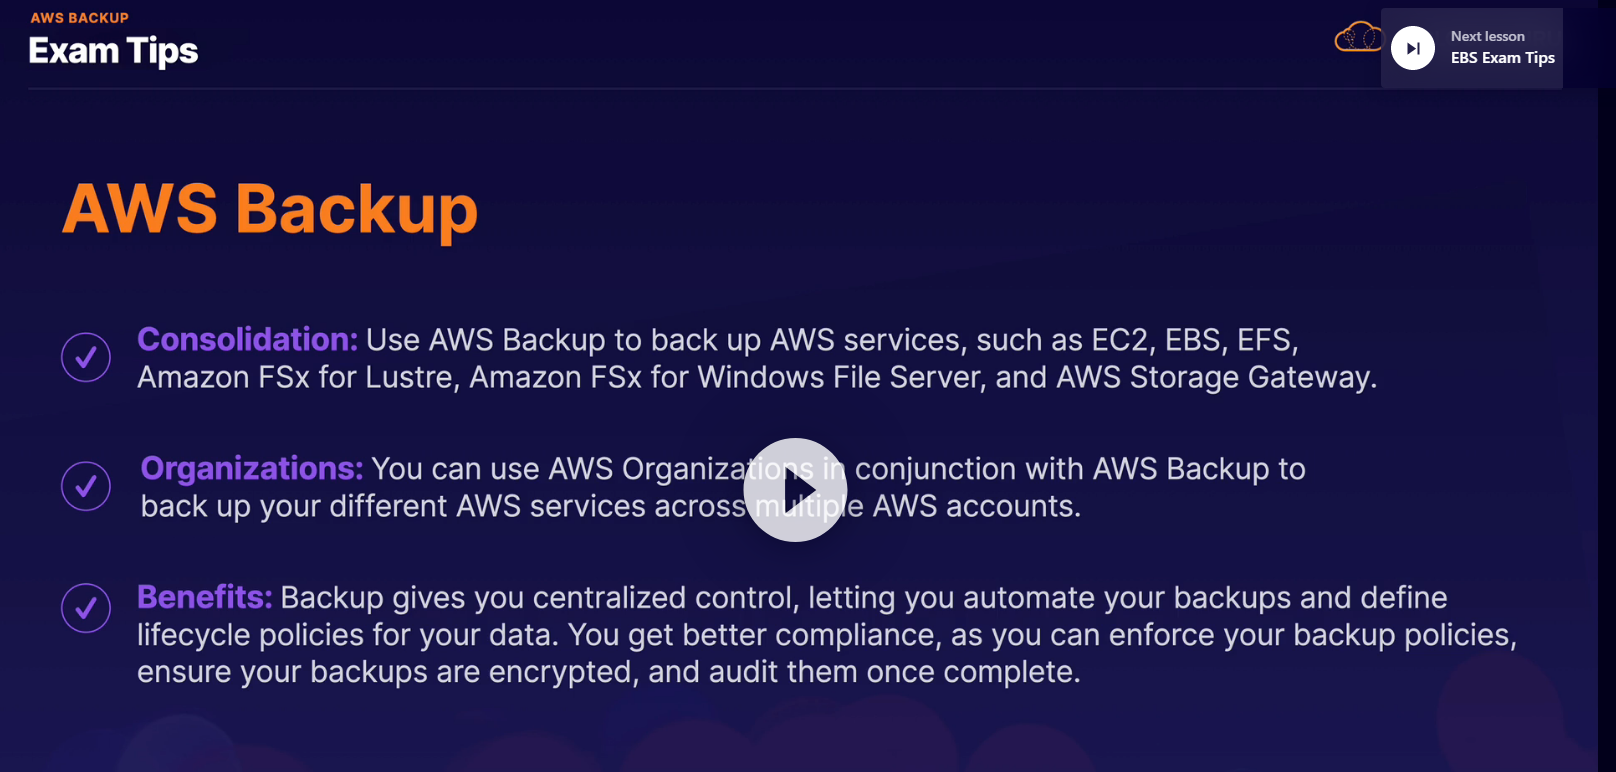 AWS BACKUP
Exam Tips
Next lesson
EBS Exam Tips
AWS Backup
Consolidation: Use AWS Backup to back up AWS services, such as EC2, EBS, EFS,
Amazon FSx for Lustre, Amazon FSx for Windows File Server, and AWS Storage Gateway.
Organizations: You can use AWS Organizations in conjunction with AWS Backup to
back up your different AWS services across multiple AWS accounts.
Benefits: Backup gives you centralized control, letting you automate your backups and define
lifecycle policies for your data. You get better compliance, as you can enforce your backup policies,
ensure your backups are encrypted, and audit them once complete.